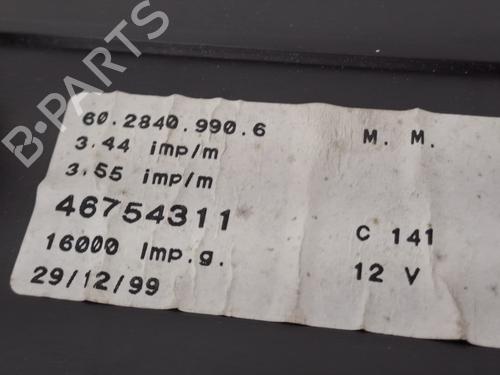 B-PARTS
60.2840.990.6
M. M.
3.44 imp/m
3.55 imp/m
46754311
C 141
16000 Imp.g.
12 V
29/12/99